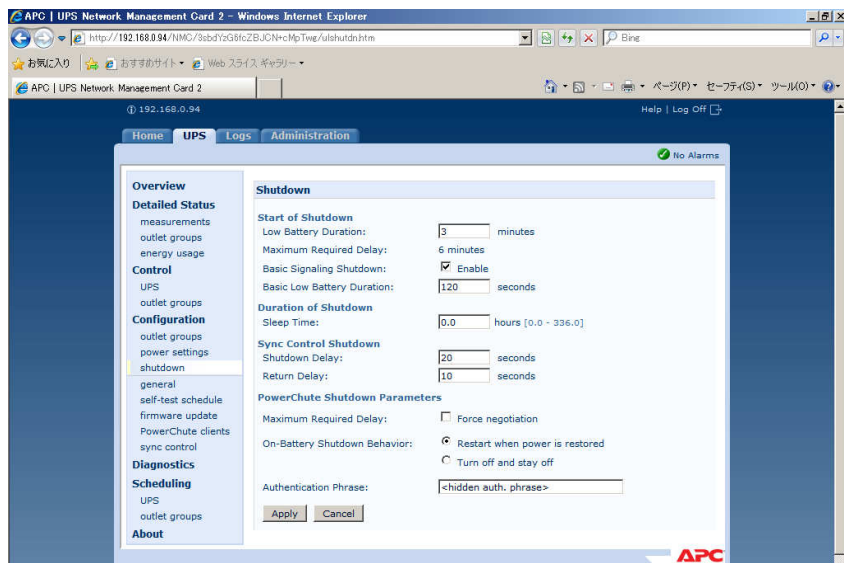 APC | UPS Network Management Card 2 - Windows Internet Explorer
http://192.168.0.94/NMC/3sbdYzG6fcZBJCN+cMpTwg/ulshutdn.htm
Bing
お気に入り
おすすめサイト
Web スライス ギャラリー
APC | UPS Network Management Card 2
ページ(P)
セーフティ(S)
ツール(O)
192.168.0.94
Help | Log Off
Home
UPS
Logs
Administration
No Alarms
Overview
Detailed Status
measurements
outlet groups
energy usage
Control
UPS
outlet groups
Configuration
outlet groups
power settings
shutdown
general
self-test schedule
firmware update
PowerChute clients
sync control
Diagnostics
Scheduling
UPS
outlet groups
About
Shutdown
Start of Shutdown
Low Battery Duration: 3 minutes
Maximum Required Delay: 6 minutes
Basic Signaling Shutdown: Enable
Basic Low Battery Duration: 120 seconds
Duration of Shutdown
Sleep Time: 0.0 hours [0.0 - 336.0]
Sync Control Shutdown
Shutdown Delay: 20 seconds
Return Delay: 10 seconds
PowerChute Shutdown Parameters
Maximum Required Delay: Force negotiation
On-Battery Shutdown Behavior: Restart when power is restored
Turn off and stay off
Authentication Phrase: <hidden auth. phrase>
Apply
Cancel
APC